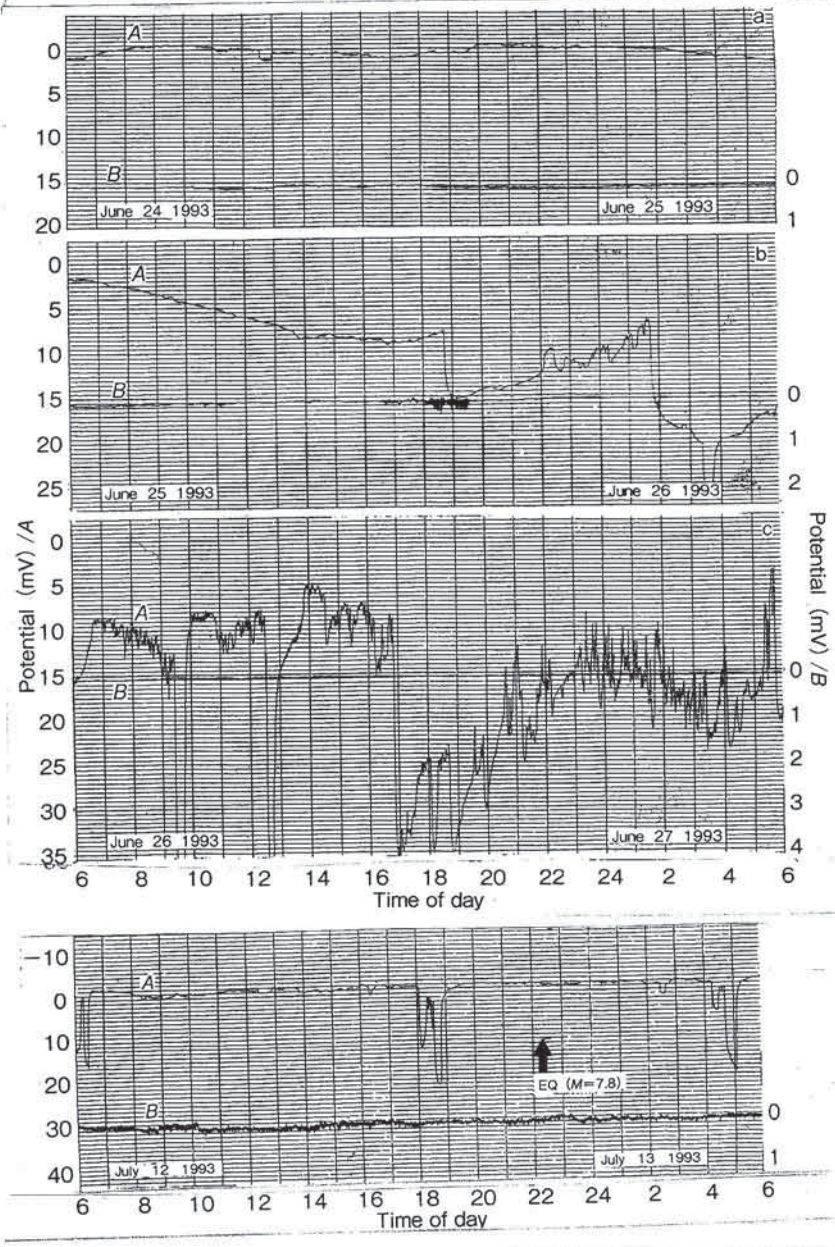 a
A
0
5
10
15
20
B
0
1
June 24 1993
June 25 1993
b
A
0
5
10
15
20
25
B
0
1
2
June 25 1993
June 26 1993
c
A
0
5
10
15
20
25
30
35
B
0
1
2
3
4
June 26 1993
June 27 1993
Potential (mV) /A
Potential (mV) /B
6 8 10 12 14 16 18 20 22 24 2 4 6
Time of day
-10
0
10
20
30
40
A
EQ (M=7.8)
B
0
1
July 12 1993
July 13 1993
6 8 10 12 14 16 18 20 22 24 2 4 6
Time of day